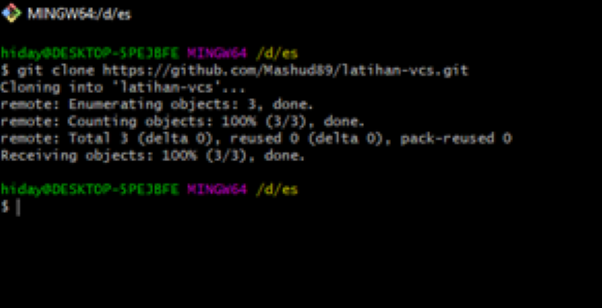 MINGW64:/d/es
hiday@DESKTOP-5PEJBFE MINGW64 /d/es
$ git clone https://github.com/Mashud89/latihan-vcs.git
Cloning into 'latihan-vcs'...
remote: Enumerating objects: 3, done.
remote: Counting objects: 100% (3/3), done.
remote: Total 3 (delta 0), reused 0 (delta 0), pack-reused 0
Receiving objects: 100% (3/3), done.
hiday@DESKTOP-5PEJBFE MINGW64 /d/es
$